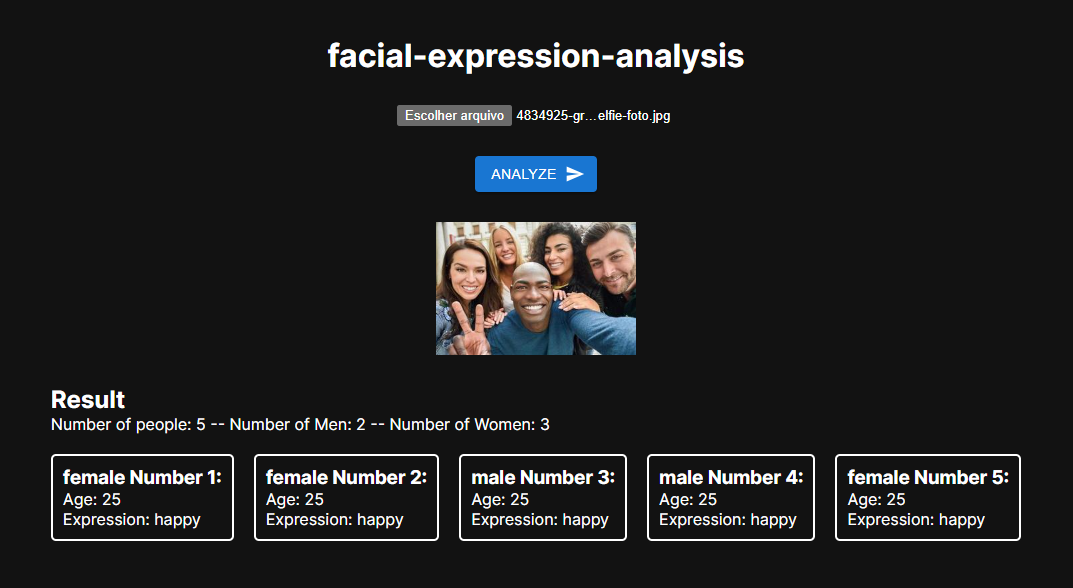 facial-expression-analysis
Escolher arquivo 4834925-gr...elfie-foto.jpg
ANALYZE
Result
Number of people: 5 -- Number of Men: 2 -- Number of Women: 3
female Number 1:
Age: 25
Expression: happy
female Number 2:
Age: 25
Expression: happy
male Number 3:
Age: 25
Expression: happy
male Number 4:
Age: 25
Expression: happy
female Number 5:
Age: 25
Expression: happy